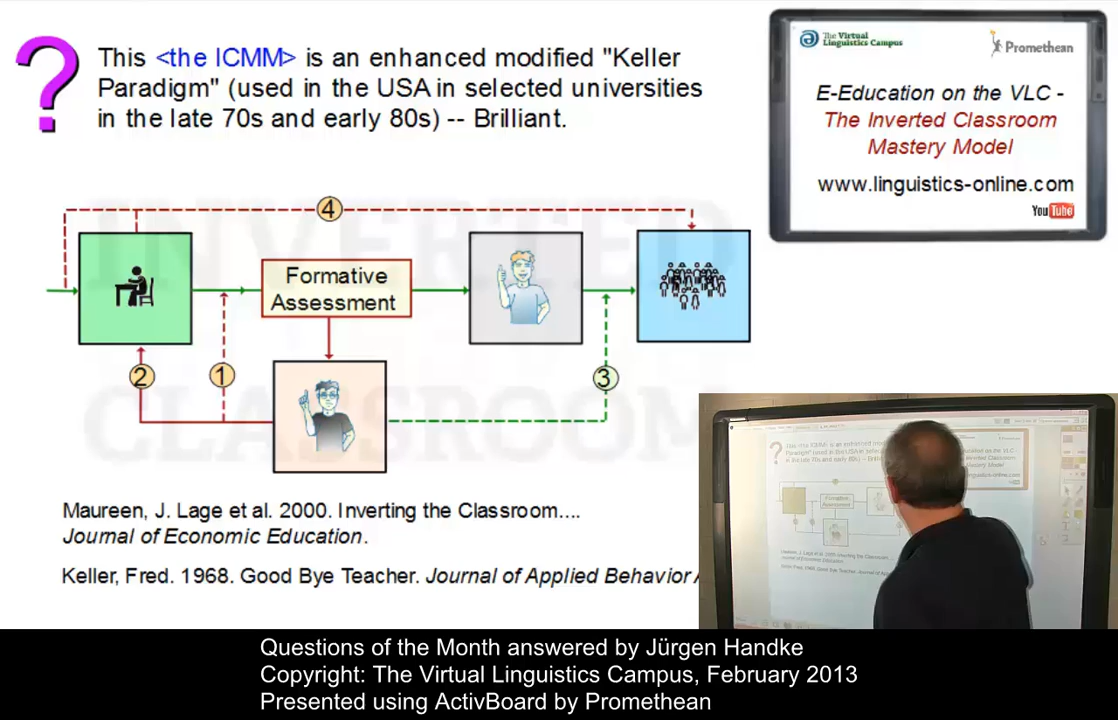 This <the ICMM> is an enhanced modified "Keller
Paradigm" (used in the USA in selected universities
in the late 70s and early 80s) -- Brilliant.
The Virtual
Linguistics Campus
Promethean
E-Education on the VLC -
The Inverted Classroom
Mastery Model
www.linguistics-online.com
YouTube
INVERTED
CLASSROOM
4
Formative
Assessment
2
1
3
Maureen, J. Lage et al. 2000. Inverting the Classroom....
Journal of Economic Education.
Keller, Fred. 1968. Good Bye Teacher. Journal of Applied Behavior
Questions of the Month answered by Jürgen Handke
Copyright: The Virtual Linguistics Campus, February 2013
Presented using ActivBoard by Promethean